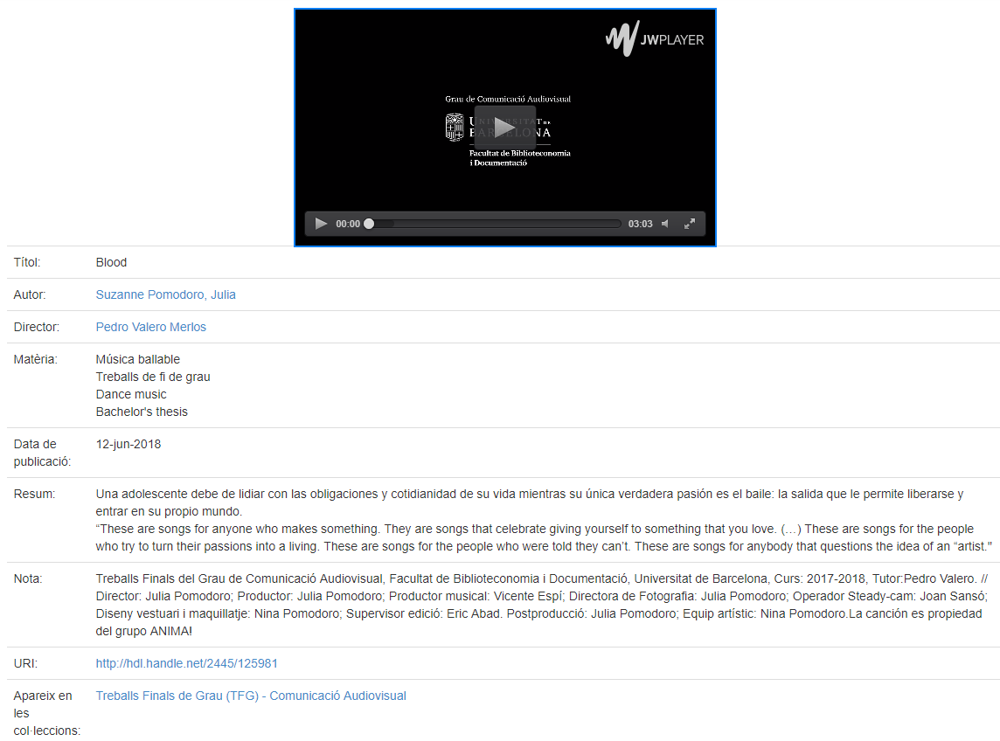 JWPLAYER
Grau de Comunicació Audiovisual
UNIVERSITAT DE
BARCELONA
Facultat de Biblioteconomia
i Documentació
00:00 03:03
Títol: Blood
Autor: Suzanne Pomodoro, Julia
Director: Pedro Valero Merlos
Matèria: Música ballable
Treballs de fi de grau
Dance music
Bachelor's thesis
Data de publicació: 12-jun-2018
Resum: Una adolescente debe de lidiar con las obligaciones y cotidianidad de su vida mientras su única verdadera pasión es el baile: la salida que le permite liberarse y
entrar en su propio mundo.
“These are songs for anyone who makes something. They are songs that celebrate giving yourself to something that you love. (…) These are songs for the people
who try to turn their passions into a living. These are songs for the people who were told they can’t. These are songs for anybody that questions the idea of an “artist."
Nota: Treballs Finals del Grau de Comunicació Audiovisual, Facultat de Biblioteconomia i Documentació, Universitat de Barcelona, Curs: 2017-2018, Tutor:Pedro Valero. //
Director: Julia Pomodoro; Productor: Julia Pomodoro; Productor musical: Vicente Espí; Directora de Fotografia: Julia Pomodoro; Operador Steady-cam: Joan Sansó;
Diseny vestuari i maquillatje: Nina Pomodoro; Supervisor edició: Eric Abad. Postproducció: Julia Pomodoro; Equip artístic: Nina Pomodoro.La canción es propiedad
del grupo ANIMA!
URI: http://hdl.handle.net/2445/125981
Apareix en les col·leccions: Treballs Finals de Grau (TFG) - Comunicació Audiovisual